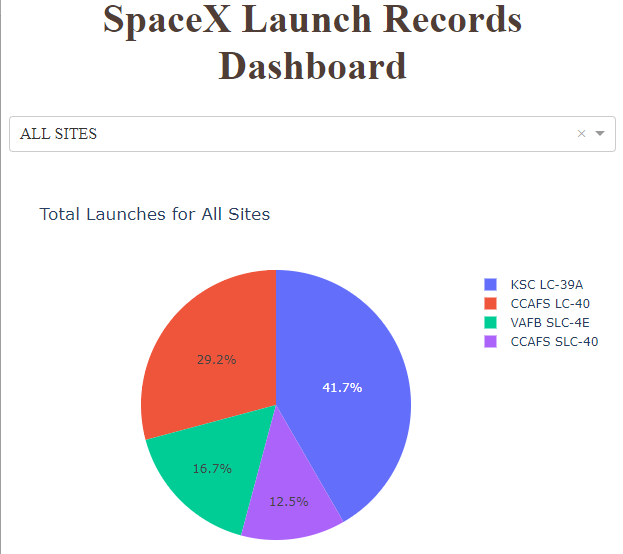 SpaceX Launch Records
Dashboard
ALL SITES
×
Total Launches for All Sites
KSC LC-39A
CCAFS LC-40
VAFB SLC-4E
CCAFS SLC-40
29.2%
41.7%
16.7%
12.5%